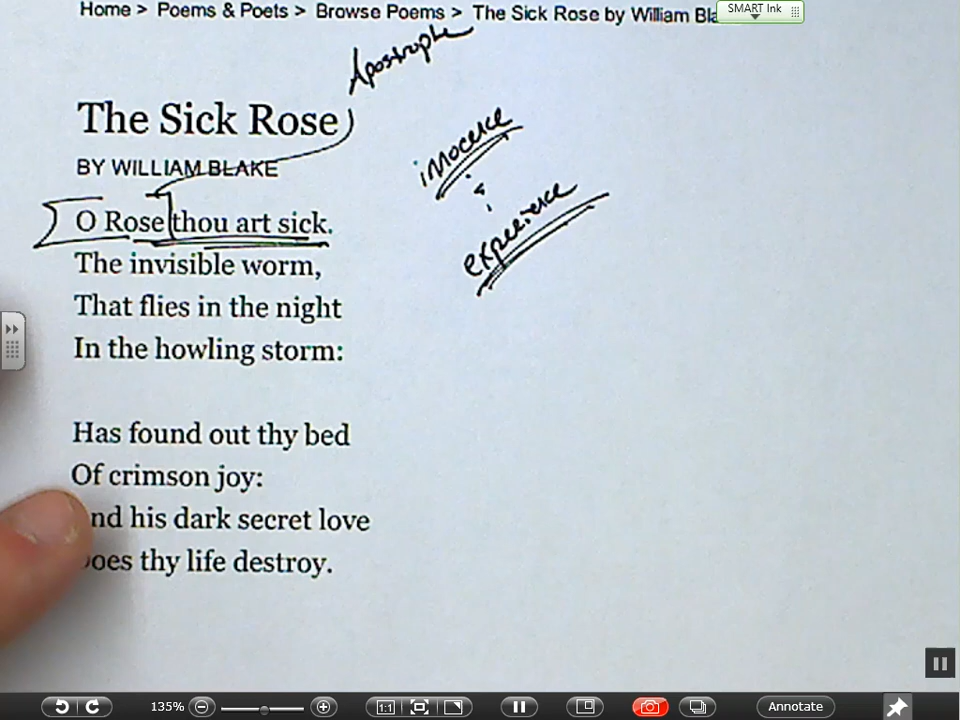 Home > Poems & Poets > Browse Poems > The Sick Rose by William Bla
SMART Ink
Apostrophe
The Sick Rose
innocence
BY WILLIAM BLAKE
&
experience
O Rose thou art sick.
The invisible worm,
That flies in the night
In the howling storm:
Has found out thy bed
Of crimson joy:
nd his dark secret love
oes thy life destroy.
135%
1:1
Annotate